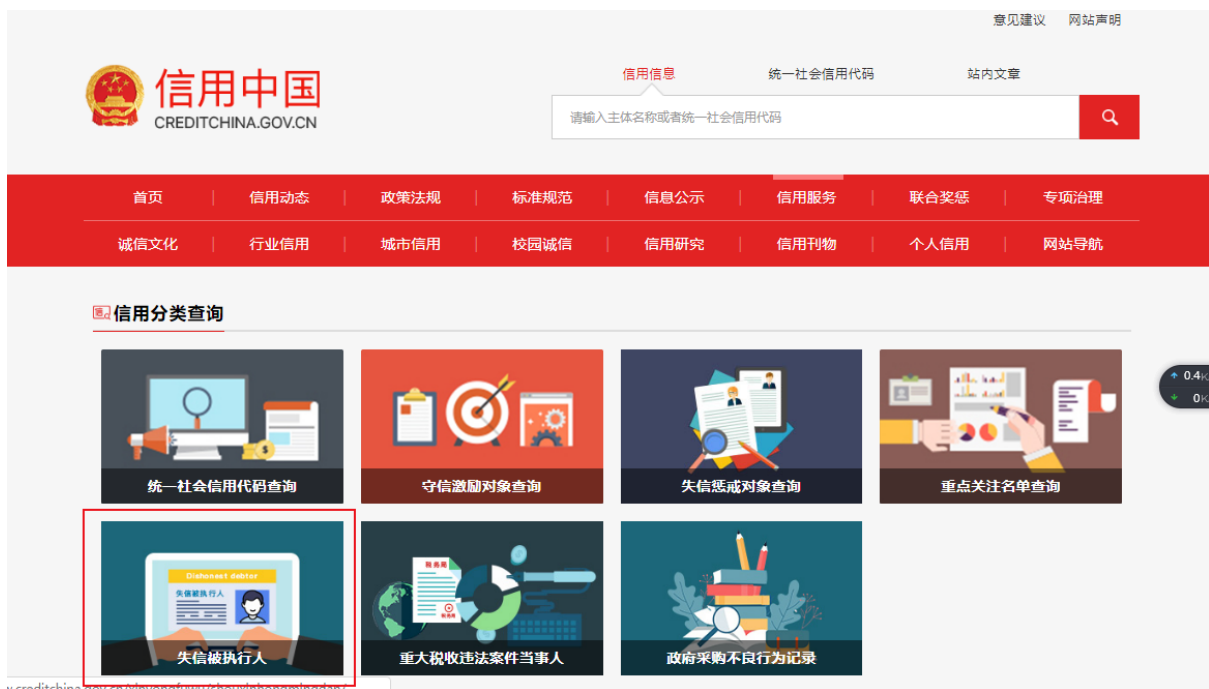 意见建议 网站声明
信用中国
CREDITCHINA.GOV.CN
信用信息 统一社会信用代码 站内文章
请输入主体名称或者统一社会信用代码
首页 信用动态 政策法规 标准规范 信息公示 信用服务 联合奖惩 专项治理
诚信文化 行业信用 城市信用 校园诚信 信用研究 信用刊物 个人信用 网站导航
信用分类查询
统一社会信用代码查询 守信激励对象查询 失信惩戒对象查询 重点关注名单查询
Dishonest debtor
失信被执行人
税务局
失信被执行人 重大税收违法案件当事人 政府采购不良行为记录
0.4K
0K